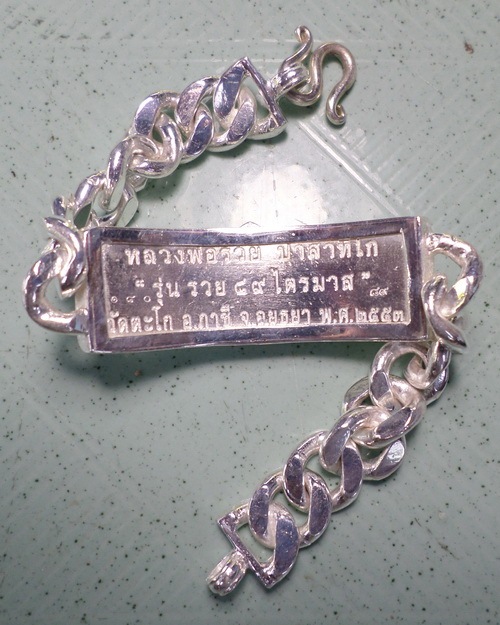 หลวงพ่อรวย ปาสาทิโก
๑๘๐ "รุ่น รวย ๘๙ ไตรมาส" ๘๙
วัดตะโก อ.ภาชี จ.อยุธยา พ.ศ.๒๕๕๓